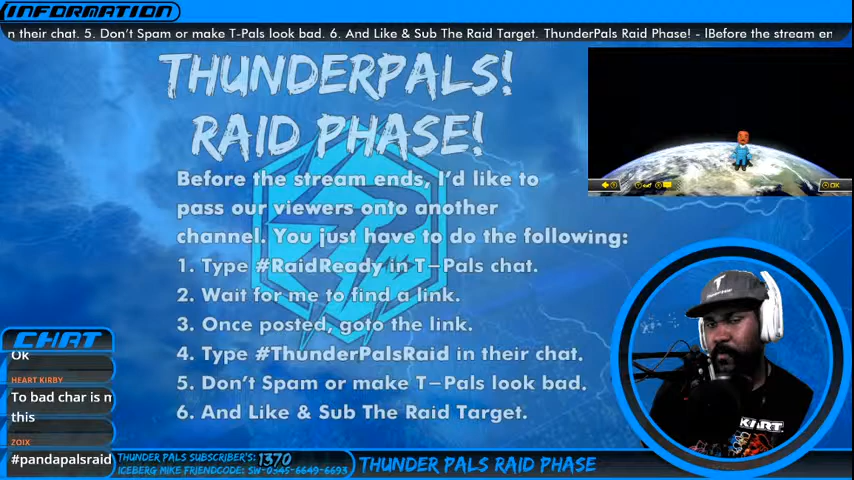 INFORMATION
n their chat. 5. Don't Spam or make T-Pals look bad. 6. And Like & Sub The Raid Target. ThunderPals Raid Phase! - !Before the stream en
THUNDERPALS!
RAID PHASE!
Before the stream ends, I'd like to
pass our viewers onto another
channel. You just have to do the following:
1. Type #RaidReady in T-Pals chat.
2. Wait for me to find a link.
3. Once posted, goto the link.
4. Type #ThunderPalsRaid in their chat.
5. Don't Spam or make T-Pals look bad.
6. And Like & Sub The Raid Target.
OK
CHAT
Ok
HEART KIRBY
To bad char is n
this
ZOIX
#pandapalsraid
THUNDER PALS SUBSCRIBER'S: 1370
ICEBERG MIKE FRIENDCODE: SW-0345-6649-6693
THUNDER PALS RAID PHASE